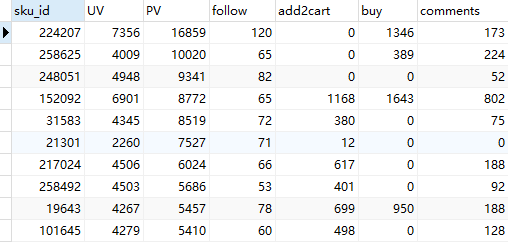 sku_id UV PV follow add2cart buy comments
224207 7356 16859 120 0 1346 173
258625 4009 10020 65 0 389 224
248051 4948 9341 82 0 0 52
152092 6901 8772 65 1168 1643 802
31583 4345 8519 72 380 0 75
21301 2260 7527 71 12 0 0
217024 4506 6024 66 617 0 188
258492 4503 5686 53 401 0 92
19643 4267 5457 78 699 950 188
101645 4279 5410 60 498 0 128